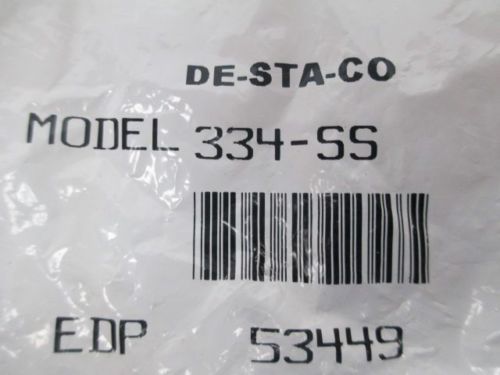 DE-STA-CO
MODEL 334-SS
EDP 53449